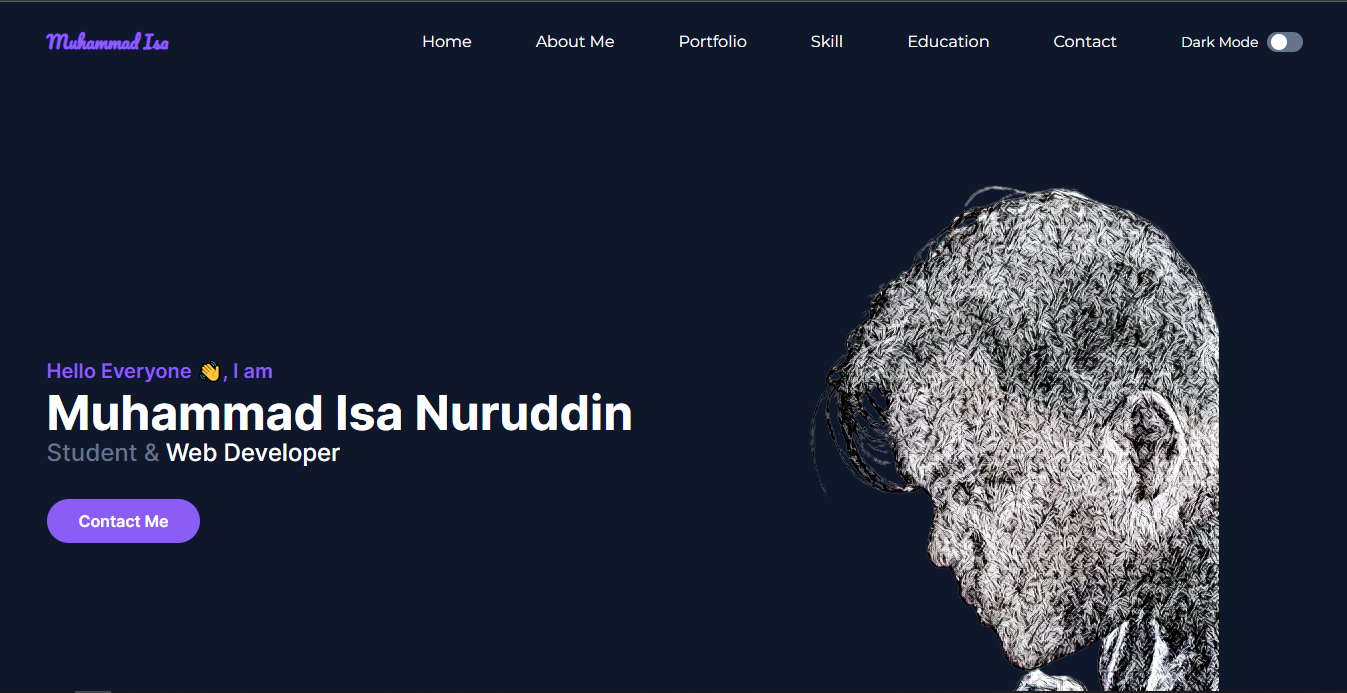 Muhammad Isa
Home About Me Portfolio Skill Education Contact Dark Mode
Hello Everyone 👋, I am
Muhammad Isa Nuruddin
Student & Web Developer
Contact Me